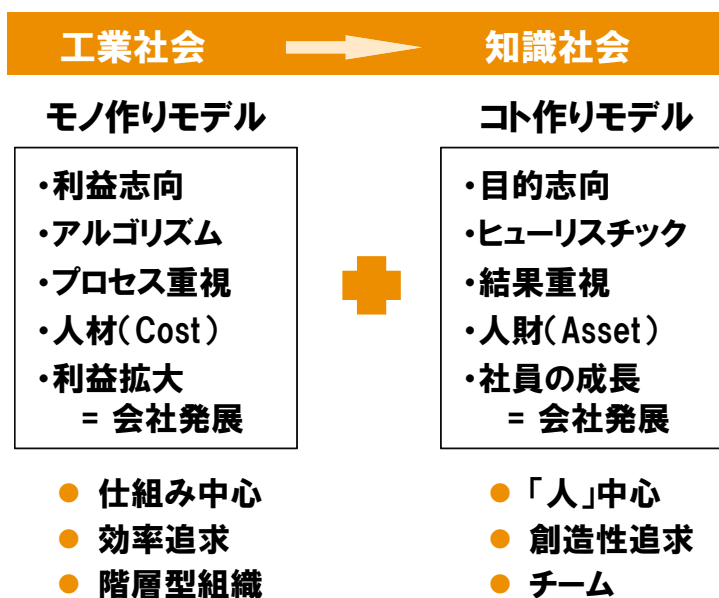 工業社会
知識社会
モノ作りモデル
・利益志向
・アルゴリズム
・プロセス重視
・人材(Cost)
・利益拡大
= 会社発展
● 仕組み中心
● 効率追求
● 階層型組織
コト作りモデル
・目的志向
・ヒューリスチック
・結果重視
・人財(Asset)
・社員の成長
= 会社発展
● 「人」中心
● 創造性追求
● チーム